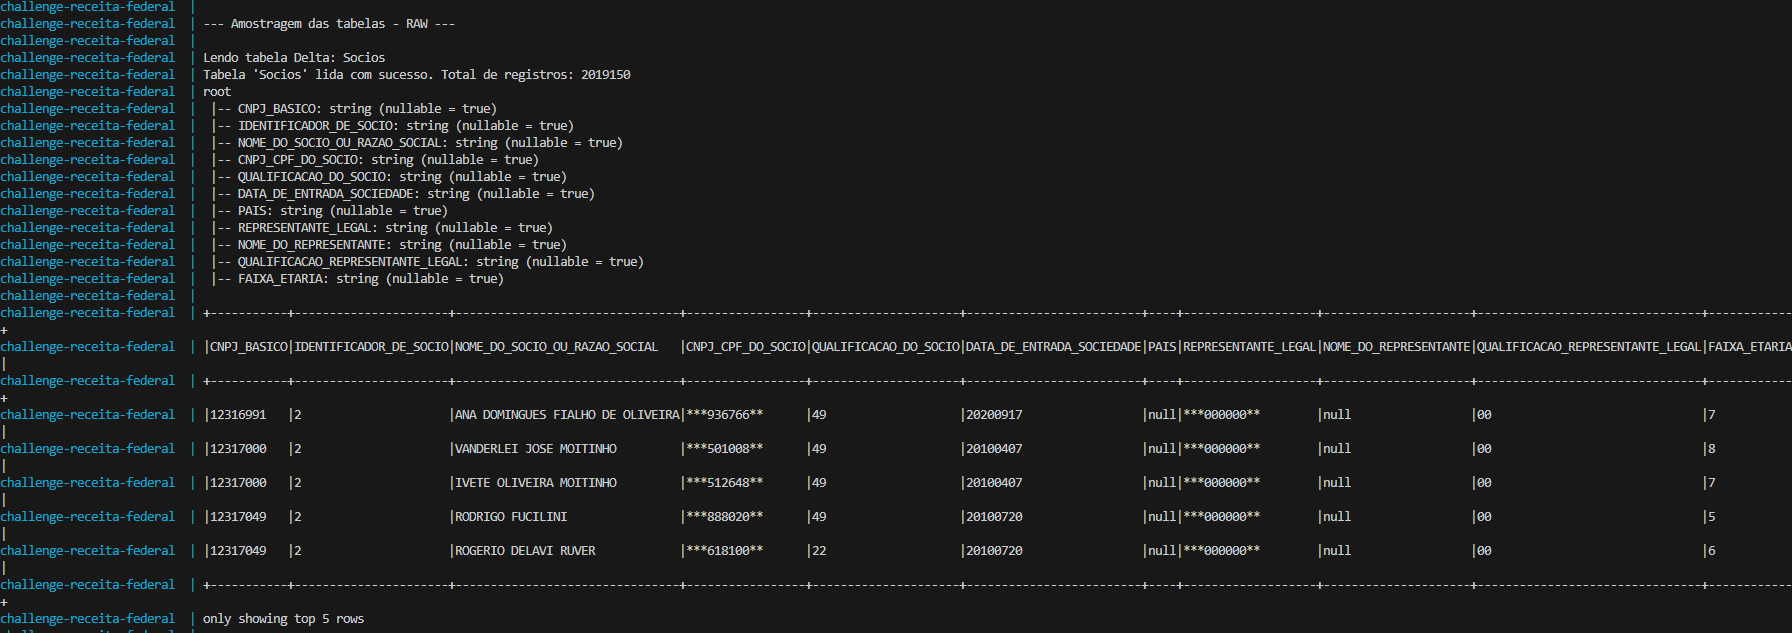 challenge-receita-federal  |
challenge-receita-federal  | --- Amostragem das tabelas - RAW ---
challenge-receita-federal  |
challenge-receita-federal  | Lendo tabela Delta: Socios
challenge-receita-federal  | Tabela 'Socios' lida com sucesso. Total de registros: 2019150
challenge-receita-federal  | root
challenge-receita-federal  |  |-- CNPJ_BASICO: string (nullable = true)
challenge-receita-federal  |  |-- IDENTIFICADOR_DE_SOCIO: string (nullable = true)
challenge-receita-federal  |  |-- NOME_DO_SOCIO_OU_RAZAO_SOCIAL: string (nullable = true)
challenge-receita-federal  |  |-- CNPJ_CPF_DO_SOCIO: string (nullable = true)
challenge-receita-federal  |  |-- QUALIFICACAO_DO_SOCIO: string (nullable = true)
challenge-receita-federal  |  |-- DATA_DE_ENTRADA_SOCIEDADE: string (nullable = true)
challenge-receita-federal  |  |-- PAIS: string (nullable = true)
challenge-receita-federal  |  |-- REPRESENTANTE_LEGAL: string (nullable = true)
challenge-receita-federal  |  |-- NOME_DO_REPRESENTANTE: string (nullable = true)
challenge-receita-federal  |  |-- QUALIFICACAO_REPRESENTANTE_LEGAL: string (nullable = true)
challenge-receita-federal  |  |-- FAIXA_ETARIA: string (nullable = true)
challenge-receita-federal  |
challenge-receita-federal  | +-----------+----------------------+--------------------------------+-----------------+---------------------+-------------------------+----+-------------------+---------------------+--------------------------------+------------
+
challenge-receita-federal  | |CNPJ_BASICO|IDENTIFICADOR_DE_SOCIO|NOME_DO_SOCIO_OU_RAZAO_SOCIAL   |CNPJ_CPF_DO_SOCIO|QUALIFICACAO_DO_SOCIO|DATA_DE_ENTRADA_SOCIEDADE|PAIS|REPRESENTANTE_LEGAL|NOME_DO_REPRESENTANTE|QUALIFICACAO_REPRESENTANTE_LEGAL|FAIXA_ETARIA
|
challenge-receita-federal  | +-----------+----------------------+--------------------------------+-----------------+---------------------+-------------------------+----+-------------------+---------------------+--------------------------------+------------
+
challenge-receita-federal  | |12316991   |2                     |ANA DOMINGUES FIALHO DE OLIVEIRA|***936766**      |49                   |20200917                 |null|***000000**        |null                 |00                              |7
|
challenge-receita-federal  | |12317000   |2                     |VANDERLEI JOSE MOITINHO         |***501008**      |49                   |20100407                 |null|***000000**        |null                 |00                              |8
|
challenge-receita-federal  | |12317000   |2                     |IVETE OLIVEIRA MOITINHO         |***512648**      |49                   |20100407                 |null|***000000**        |null                 |00                              |7
|
challenge-receita-federal  | |12317049   |2                     |RODRIGO FUCILINI                |***888020**      |49                   |20100720                 |null|***000000**        |null                 |00                              |5
|
challenge-receita-federal  | |12317049   |2                     |ROGERIO DELAVI RUVER            |***618100**      |22                   |20100720                 |null|***000000**        |null                 |00                              |6
|
challenge-receita-federal  | +-----------+----------------------+--------------------------------+-----------------+---------------------+-------------------------+----+-------------------+---------------------+--------------------------------+------------
+
challenge-receita-federal  | only showing top 5 rows